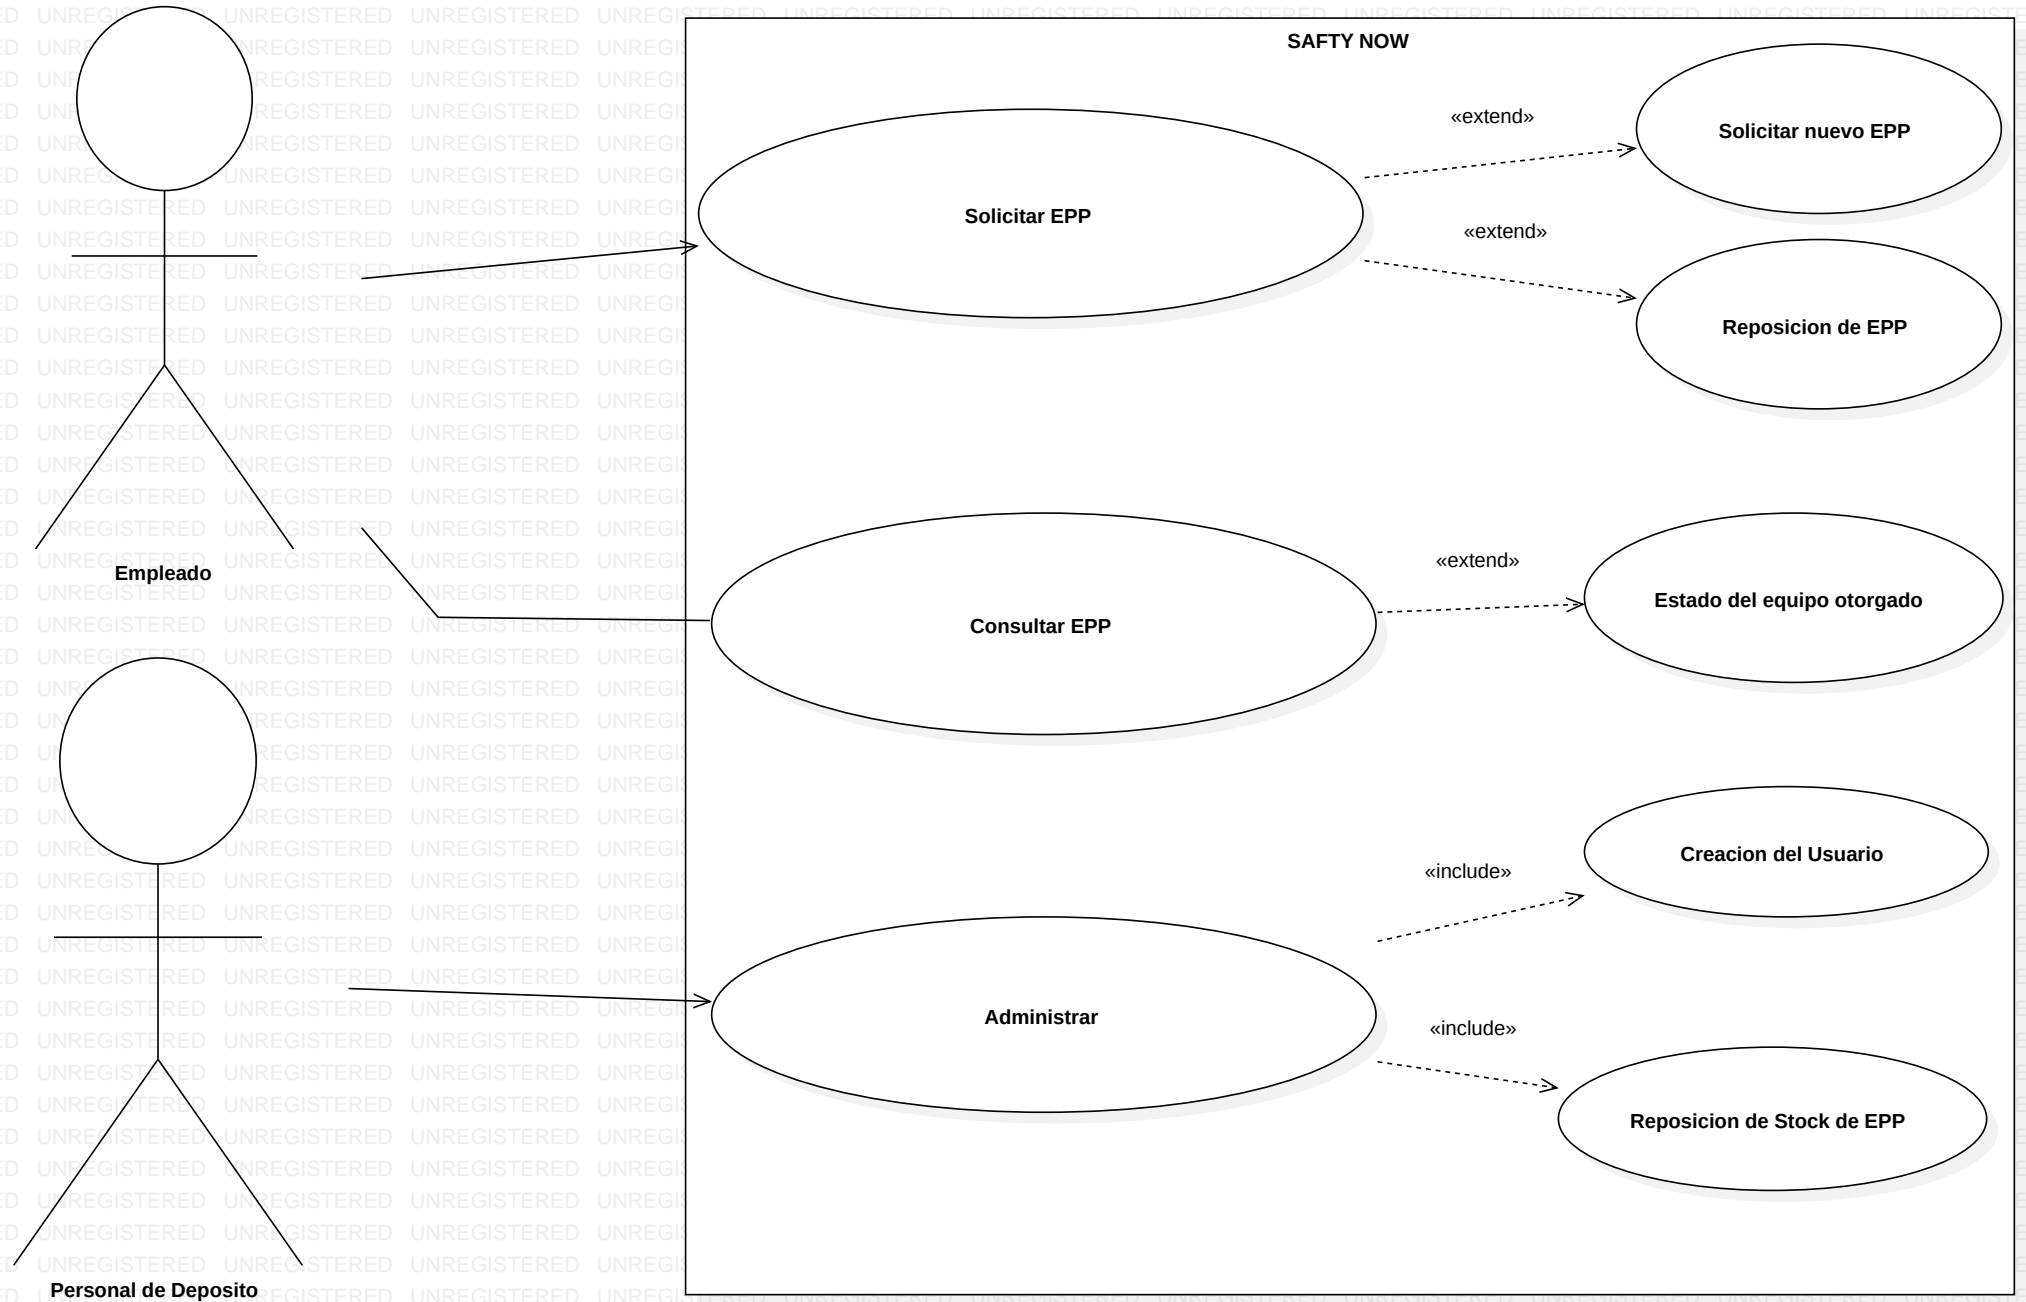 SAFTY NOW
«extend»
Solicitar nuevo EPP
Solicitar EPP
«extend»
Reposicion de EPP
Empleado
«extend»
Estado del equipo otorgado
Consultar EPP
Creacion del Usuario
«include»
Administrar
«include»
Reposicion de Stock de EPP
Personal de Deposito
UNREGISTERED